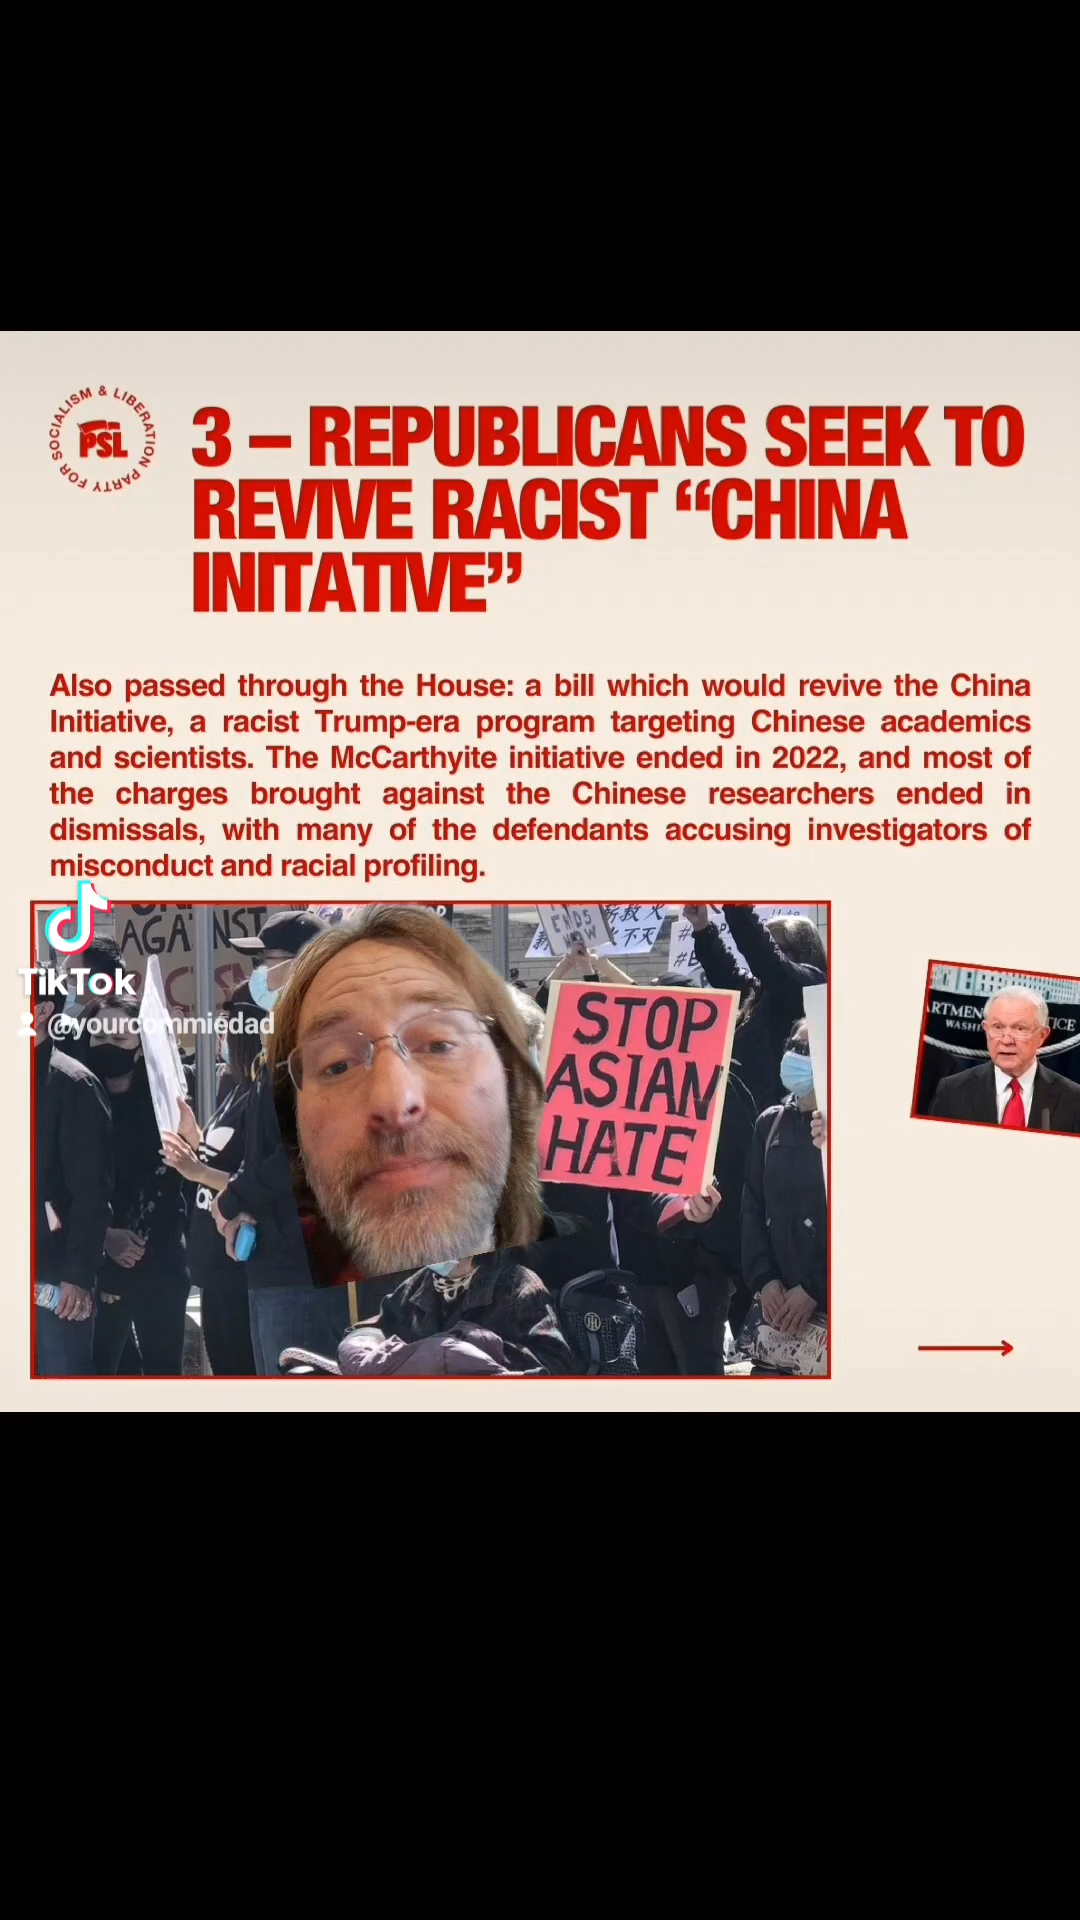 PARTY FOR SOCIALISM & LIBERATION
PSL
3 – REPUBLICANS SEEK TO
REVIVE RACIST “CHINA
INITATIVE”
Also passed through the House: a bill which would revive the China
Initiative, a racist Trump-era program targeting Chinese academics
and scientists. The McCarthyite initiative ended in 2022, and most of
the charges brought against the Chinese researchers ended in
dismissals, with many of the defendants accusing investigators of
misconduct and racial profiling.
AGAINST
ENDS
NOW
不灭
STOP
ASIAN
HATE
TikTok
@yourcommiedad